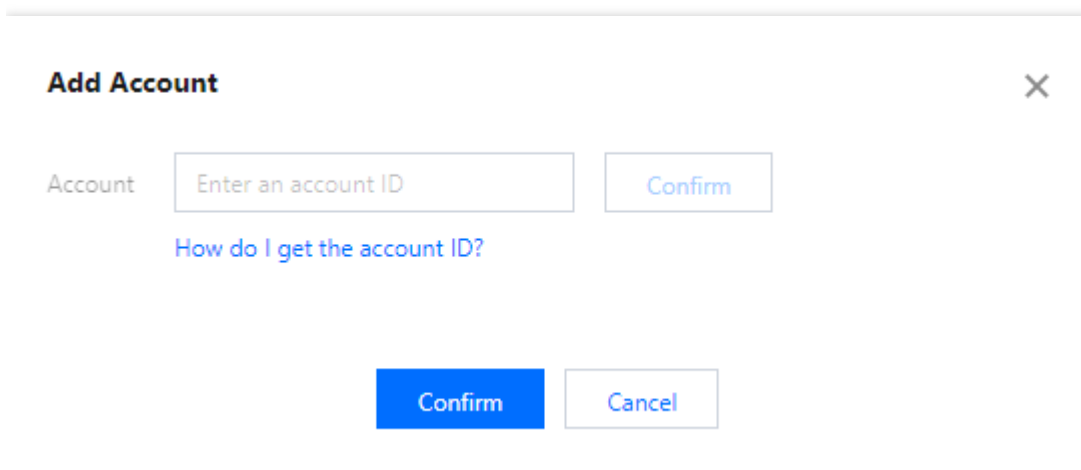 Add Account
Account Enter an account ID Confirm
How do I get the account ID?
Confirm Cancel